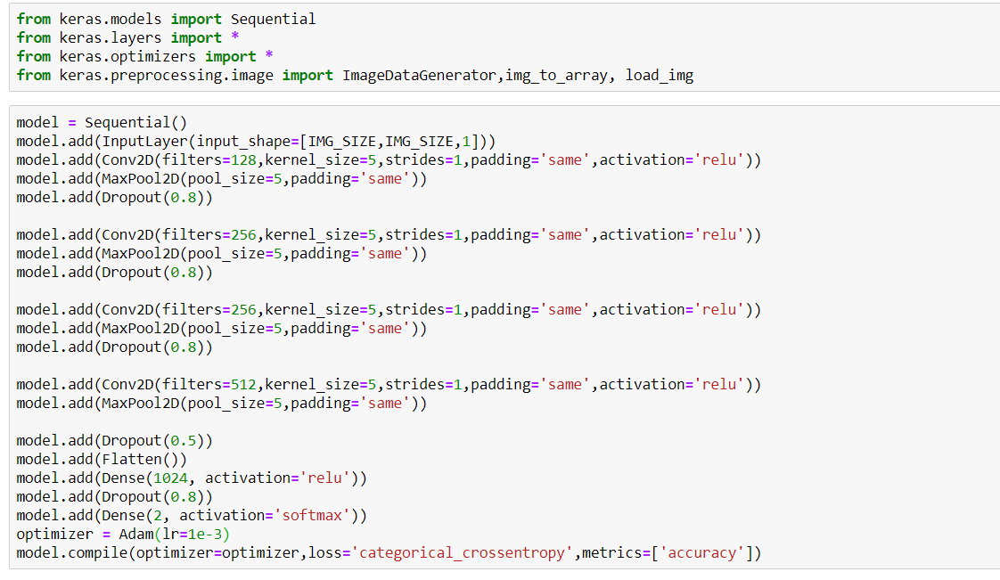 from keras.models import Sequential
from keras.layers import *
from keras.optimizers import *
from keras.preprocessing.image import ImageDataGenerator,img_to_array, load_img
model = Sequential()
model.add(InputLayer(input_shape=[IMG_SIZE,IMG_SIZE,1]))
model.add(Conv2D(filters=128,kernel_size=5,strides=1,padding='same',activation='relu'))
model.add(MaxPool2D(pool_size=5,padding='same'))
model.add(Dropout(0.8))
model.add(Conv2D(filters=256,kernel_size=5,strides=1,padding='same',activation='relu'))
model.add(MaxPool2D(pool_size=5,padding='same'))
model.add(Dropout(0.8))
model.add(Conv2D(filters=256,kernel_size=5,strides=1,padding='same',activation='relu'))
model.add(MaxPool2D(pool_size=5,padding='same'))
model.add(Dropout(0.8))
model.add(Conv2D(filters=512,kernel_size=5,strides=1,padding='same',activation='relu'))
model.add(MaxPool2D(pool_size=5,padding='same'))
model.add(Dropout(0.5))
model.add(Flatten())
model.add(Dense(1024, activation='relu'))
model.add(Dropout(0.8))
model.add(Dense(2, activation='softmax'))
optimizer = Adam(lr=1e-3)
model.compile(optimizer=optimizer,loss='categorical_crossentropy',metrics=['accuracy'])